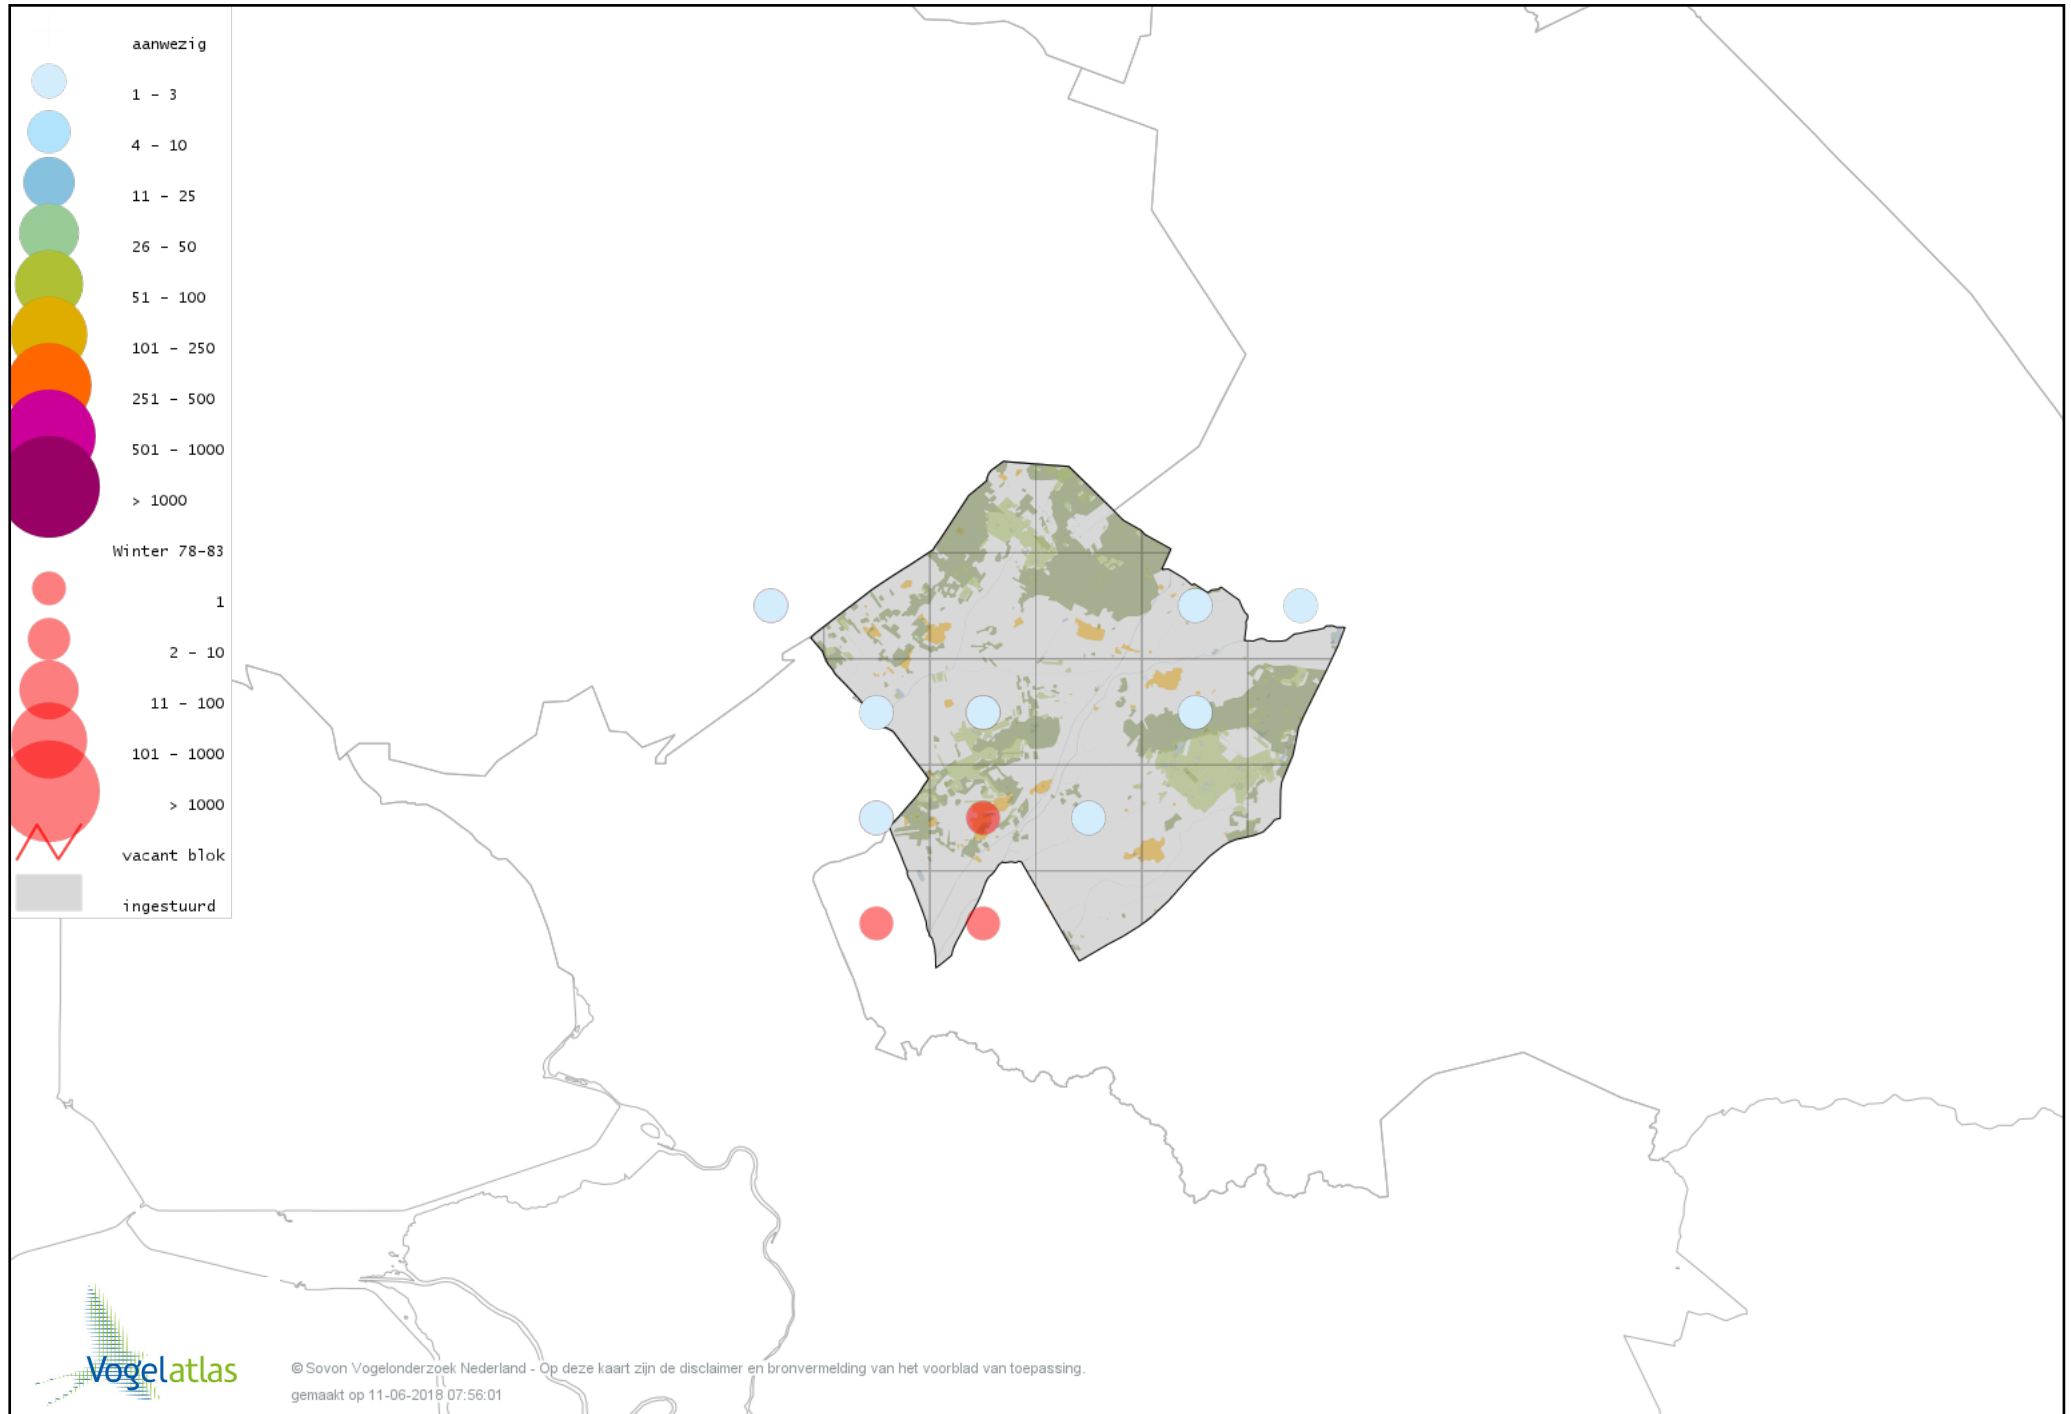 aanwezig
1 - 3
4 - 10
11 - 25
26 - 50
51 - 100
101 - 250
251 - 500
501 - 1000
> 1000
Winter 78-83
1
2 - 10
11 - 100
101 - 1000
> 1000
vacant blok
ingestuurd
Vogelatlas
© Sovon Vogelonderzoek Nederland - Op deze kaart zijn de disclaimer en bronvermelding van het voorblad van toepassing.
gemaakt op 11-06-2018 07:56:01